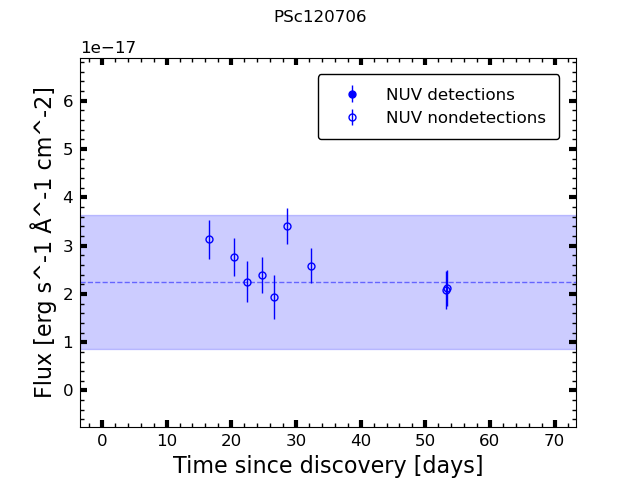 PSc120706
1e−17
NUV detections
NUV nondetections
6
5
4
3
2
1
0
Flux [erg s^-1 Å^-1 cm^-2]
0 10 20 30 40 50 60 70
Time since discovery [days]